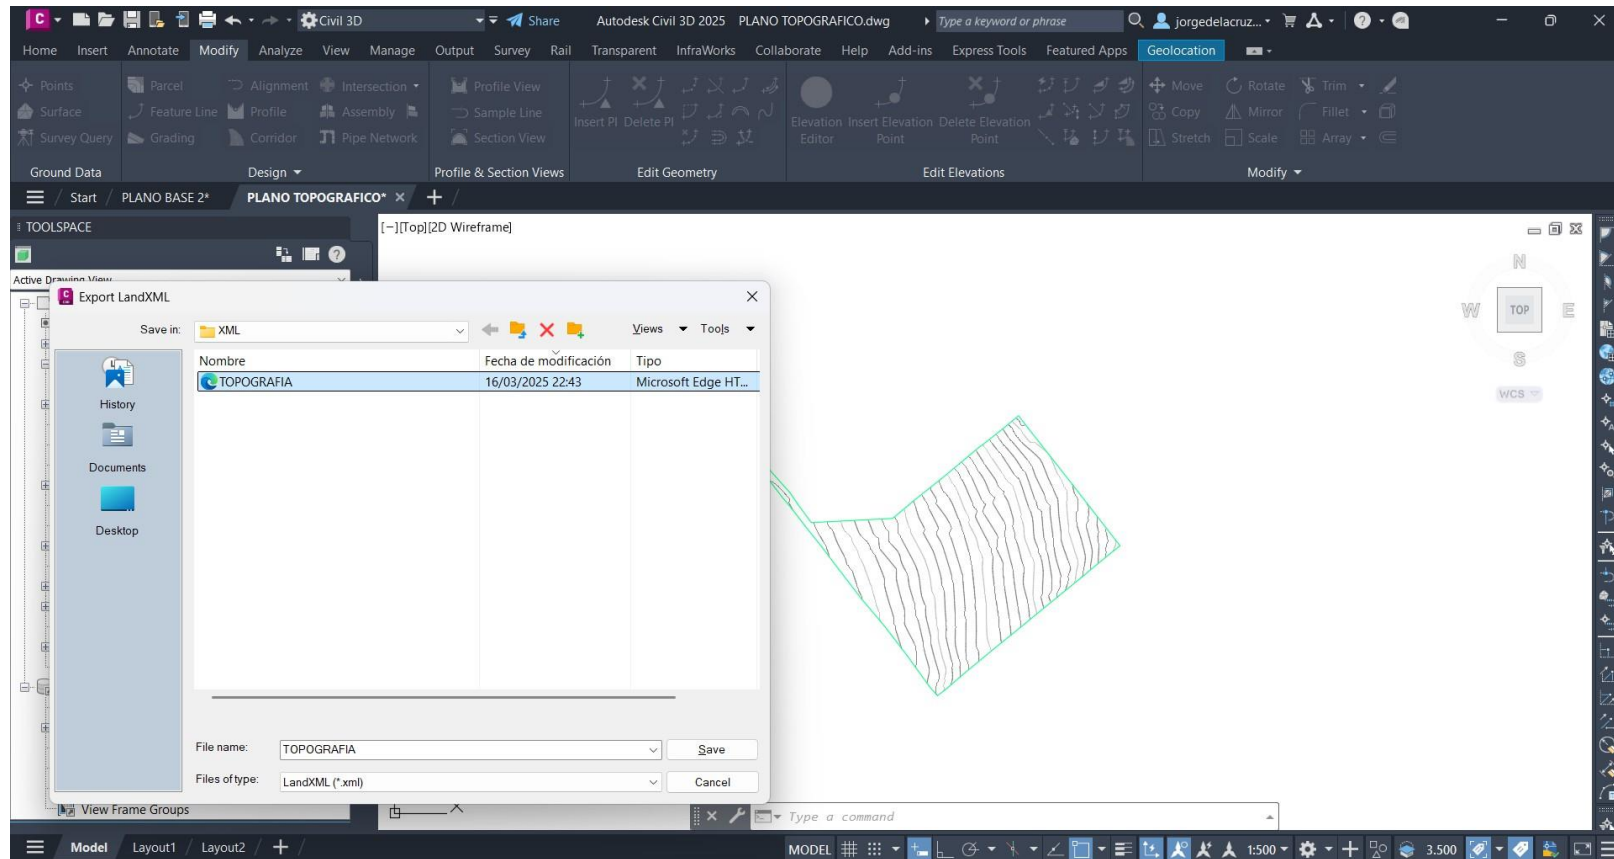 C Civil 3D Share Autodesk Civil 3D 2025 PLANO TOPOGRAFICO.dwg Type a keyword or phrase jorgedelacruz...
Home Insert Annotate Modify Analyze View Manage Output Survey Rail Transparent InfraWorks Collaborate Help Add-ins Express Tools Featured Apps Geolocation
Points Parcel Alignment Intersection Profile View Move Rotate Trim
Surface Feature Line Profile Assembly Sample Line Insert PI Delete PI Elevation Editor Insert Elevation Point Delete Elevation Point Copy Mirror Fillet
Survey Query Grading Corridor Pipe Network Section View Stretch Scale Array
Ground Data Design Profile & Section Views Edit Geometry Edit Elevations Modify
Start / PLANO BASE 2* PLANO TOPOGRAFICO*
TOOLSPACE
[−][Top][2D Wireframe]
Active Drawing View
N
W TOP E
S
WCS
Export LandXML
Save in: XML Views Tools
Nombre Fecha de modificación Tipo
TOPOGRAFIA 16/03/2025 22:43 Microsoft Edge HT...
History
Documents
Desktop
File name: TOPOGRAFIA Save
Files of type: LandXML (*.xml) Cancel
View Frame Groups
Type a command
Model Layout1 Layout2 MODEL 1:500 3.500